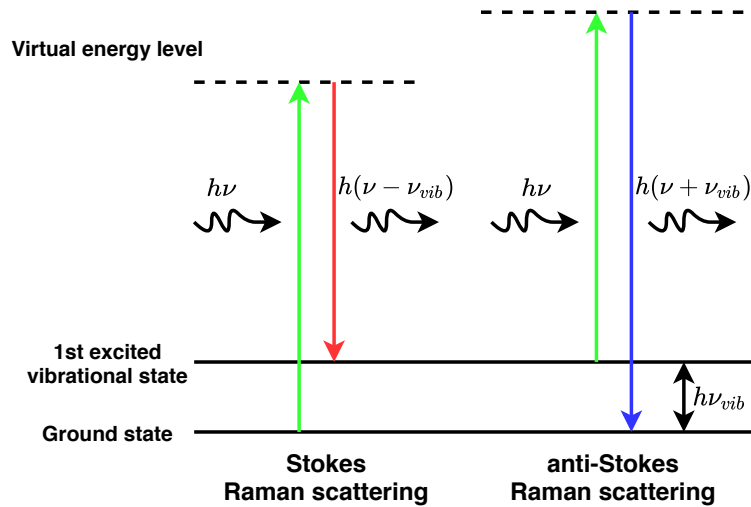 Virtual energy level
hν
h(ν − ν_vib)
hν
h(ν + ν_vib)
1st excited
vibrational state
hν_vib
Ground state
Stokes
Raman scattering
anti-Stokes
Raman scattering